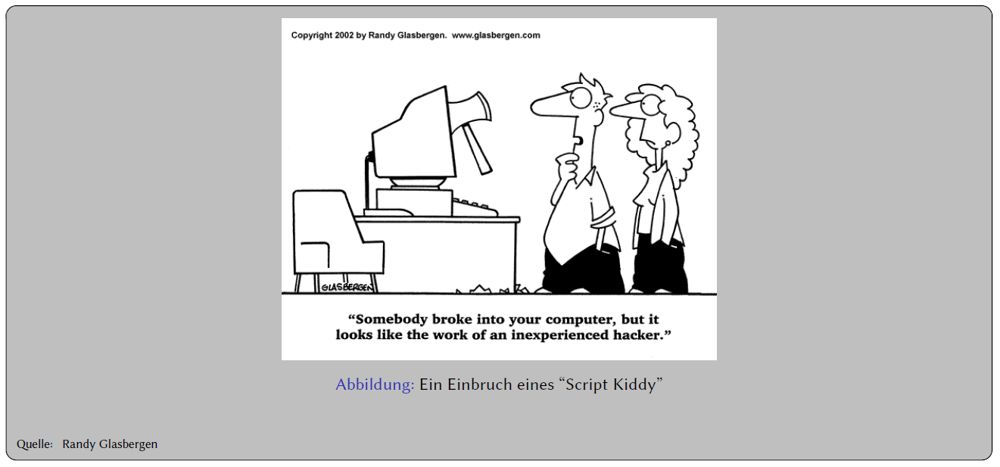 Copyright 2002 by Randy Glasbergen. www.glasbergen.com
GLASBERGEN
“Somebody broke into your computer, but it
looks like the work of an inexperienced hacker.”
Abbildung: Ein Einbruch eines “Script Kiddy”
Quelle: Randy Glasbergen